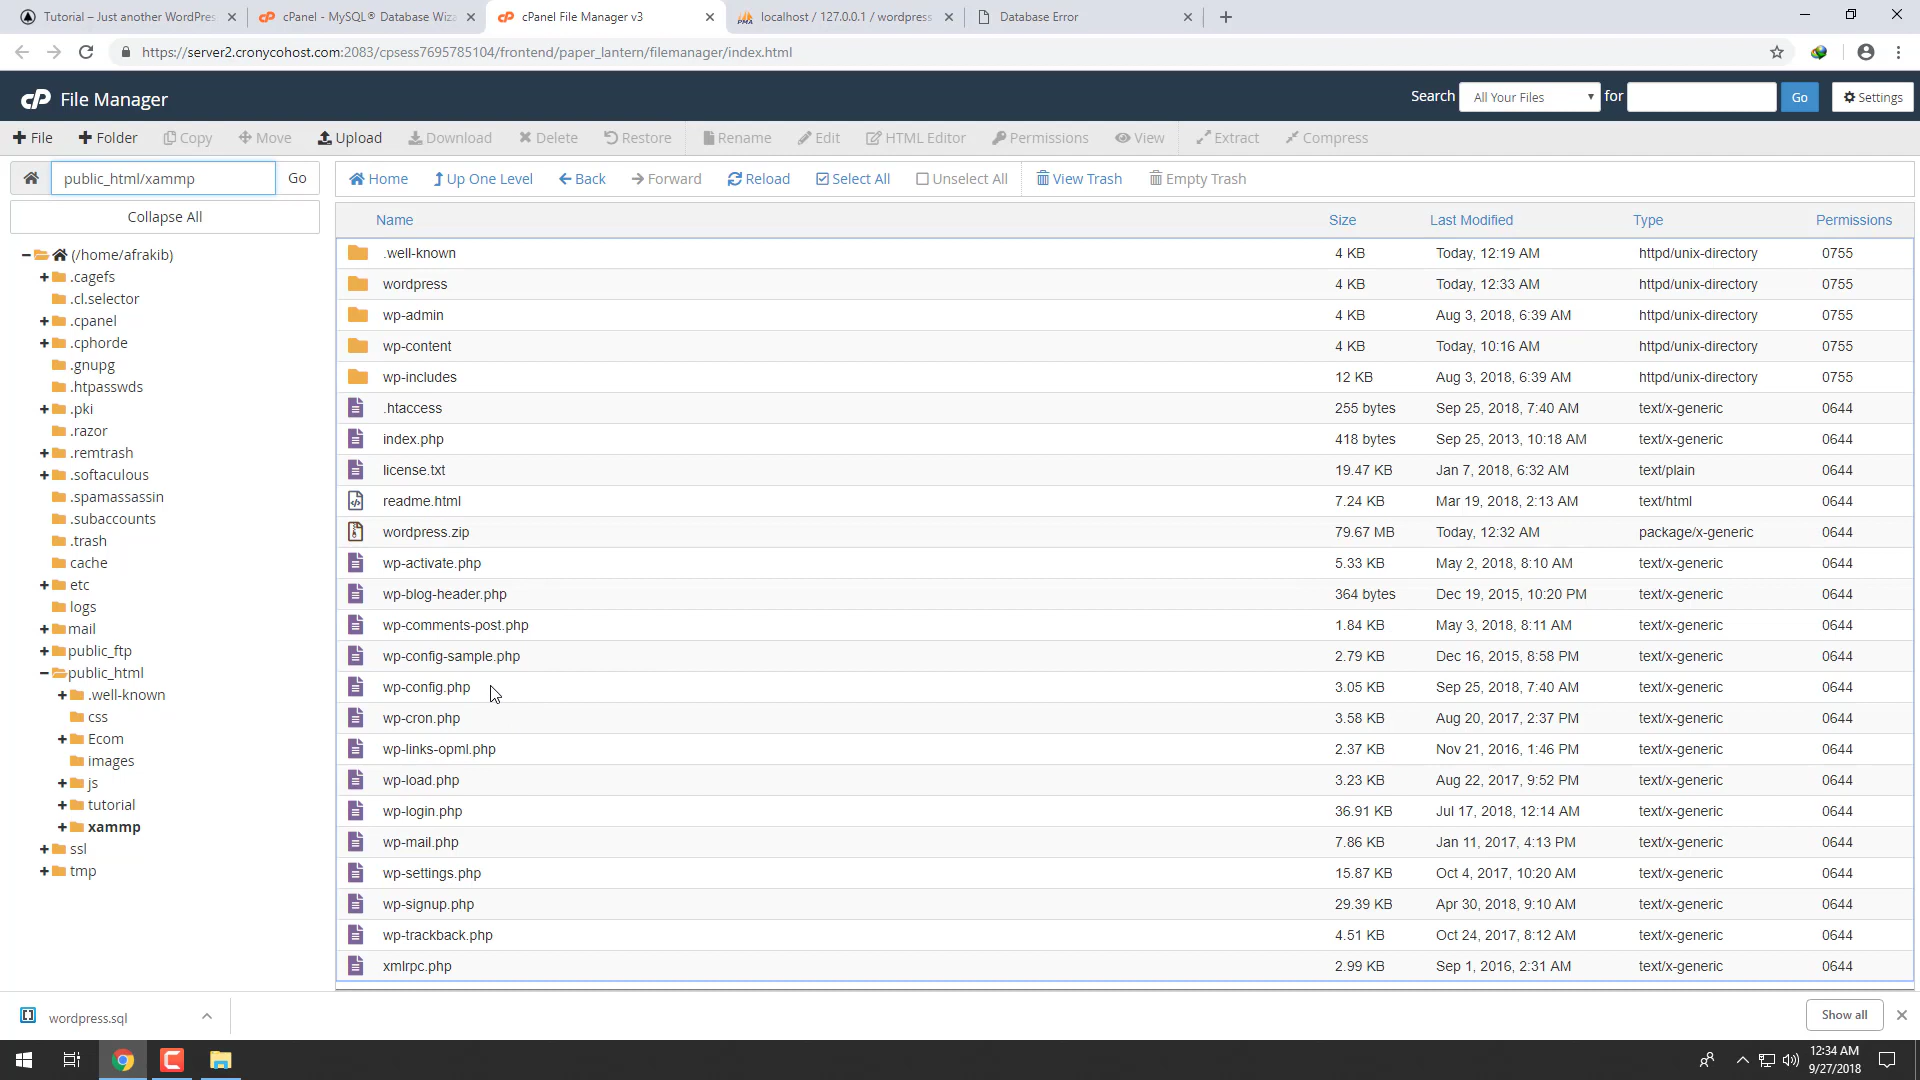 Tutorial – Just another WordPres
cPanel - MySQL® Database Wiza
cPanel File Manager v3
localhost / 127.0.0.1 / wordpress
Database Error
https://server2.cronycohost.com:2083/cpsess7695785104/frontend/paper_lantern/filemanager/index.html
cP File Manager
Search All Your Files for Go Settings
File Folder Copy Move Upload Download Delete Restore Rename Edit HTML Editor Permissions View Extract Compress
public_html/xammp Go
Home Up One Level Back Forward Reload Select All Unselect All View Trash Empty Trash
Collapse All
(/home/afrakib)
.cagefs
.cl.selector
.cpanel
.cphorde
.gnupg
.htpasswds
.pki
.razor
.remtrash
.softaculous
.spamassassin
.subaccounts
.trash
cache
etc
logs
mail
public_ftp
public_html
.well-known
css
Ecom
images
js
tutorial
xammp
ssl
tmp
Name Size Last Modified Type Permissions
.well-known 4 KB Today, 12:19 AM httpd/unix-directory 0755
wordpress 4 KB Today, 12:33 AM httpd/unix-directory 0755
wp-admin 4 KB Aug 3, 2018, 6:39 AM httpd/unix-directory 0755
wp-content 4 KB Today, 10:16 AM httpd/unix-directory 0755
wp-includes 12 KB Aug 3, 2018, 6:39 AM httpd/unix-directory 0755
.htaccess 255 bytes Sep 25, 2018, 7:40 AM text/x-generic 0644
index.php 418 bytes Sep 25, 2013, 10:18 AM text/x-generic 0644
license.txt 19.47 KB Jan 7, 2018, 6:32 AM text/plain 0644
readme.html 7.24 KB Mar 19, 2018, 2:13 AM text/html 0644
wordpress.zip 79.67 MB Today, 12:32 AM package/x-generic 0644
wp-activate.php 5.33 KB May 2, 2018, 8:10 AM text/x-generic 0644
wp-blog-header.php 364 bytes Dec 19, 2015, 10:20 PM text/x-generic 0644
wp-comments-post.php 1.84 KB May 3, 2018, 8:11 AM text/x-generic 0644
wp-config-sample.php 2.79 KB Dec 16, 2015, 8:58 PM text/x-generic 0644
wp-config.php 3.05 KB Sep 25, 2018, 7:40 AM text/x-generic 0644
wp-cron.php 3.58 KB Aug 20, 2017, 2:37 PM text/x-generic 0644
wp-links-opml.php 2.37 KB Nov 21, 2016, 1:46 PM text/x-generic 0644
wp-load.php 3.23 KB Aug 22, 2017, 9:52 PM text/x-generic 0644
wp-login.php 36.91 KB Jul 17, 2018, 12:14 AM text/x-generic 0644
wp-mail.php 7.86 KB Jan 11, 2017, 4:13 PM text/x-generic 0644
wp-settings.php 15.87 KB Oct 4, 2017, 10:20 AM text/x-generic 0644
wp-signup.php 29.39 KB Apr 30, 2018, 9:10 AM text/x-generic 0644
wp-trackback.php 4.51 KB Oct 24, 2017, 8:12 AM text/x-generic 0644
xmlrpc.php 2.99 KB Sep 1, 2016, 2:31 AM text/x-generic 0644
wordpress.sql
Show all
12:34 AM
9/27/2018